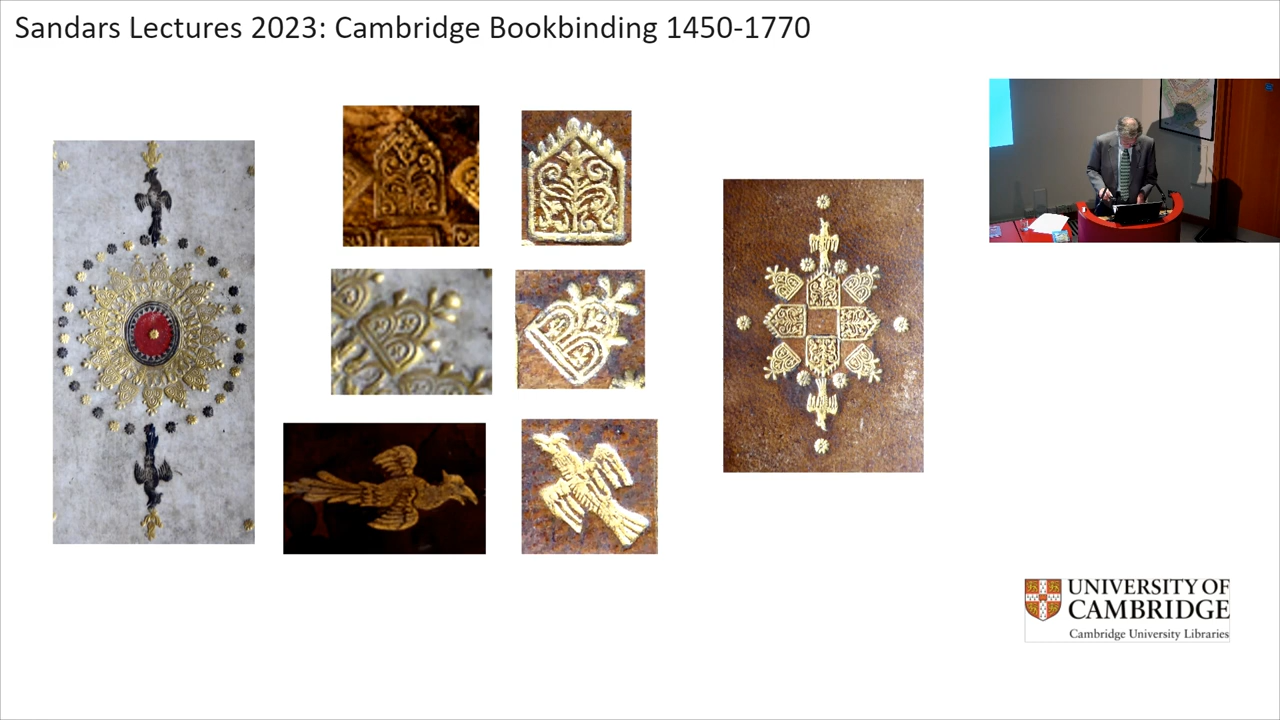 Sandars Lectures 2023: Cambridge Bookbinding 1450-1770
UNIVERSITY OF
CAMBRIDGE
Cambridge University Libraries